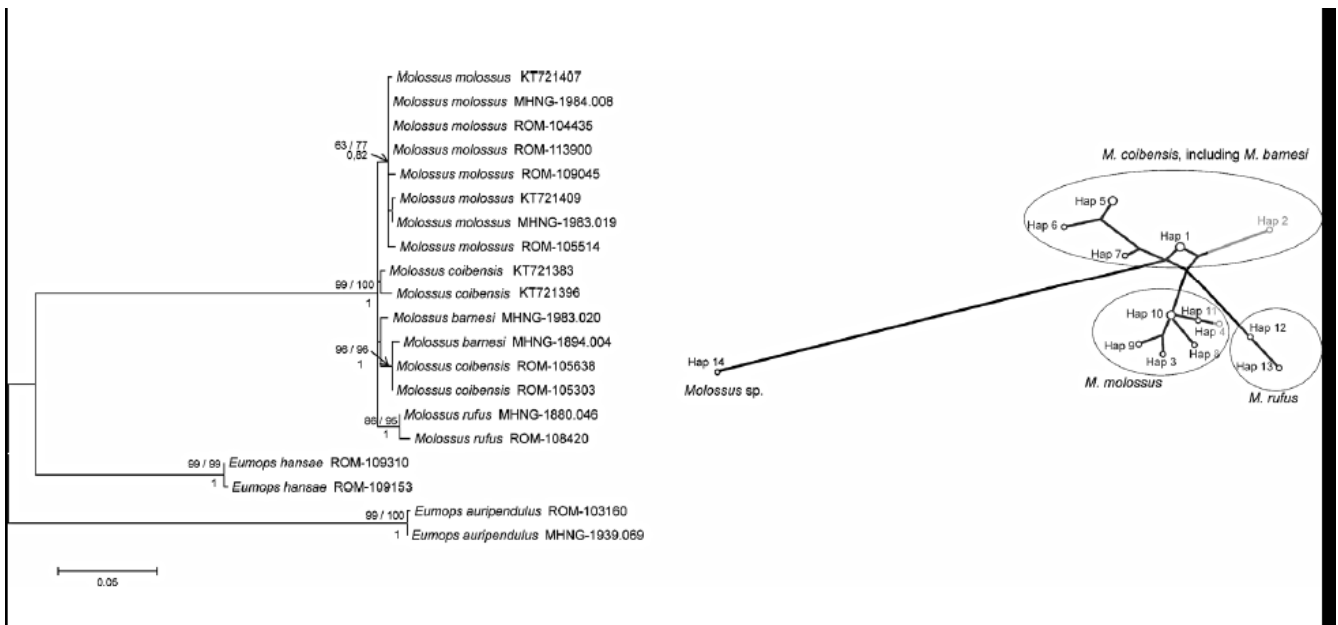 Molossus molossus KT721407
Molossus molossus MHNG-1984.008
Molossus molossus ROM-104435
Molossus molossus ROM-113900
63 / 77
0,82
Molossus molossus ROM-109045
Molossus molossus KT721409
Molossus molossus MHNG-1983.019
Molossus molossus ROM-105514
Molossus coibensis KT721383
99 / 100
1
Molossus coibensis KT721396
Molossus barnesi MHNG-1983.020
Molossus barnesi MHNG-1894.004
96 / 96
1
Molossus coibensis ROM-105638
Molossus coibensis ROM-105303
Molossus rufus MHNG-1880.046
86 / 95
1
Molossus rufus ROM-108420
99 / 99
1
Eumops hansae ROM-109310
Eumops hansae ROM-109153
Eumops auripendulus ROM-103160
99 / 100
1
Eumops auripendulus MHNG-1939.069
0.05
M. coibensis, including M. barnesi
Hap 5
Hap 6
Hap 2
Hap 1
Hap 7
Hap 10
Hap 11
Hap 4
Hap 12
Hap 9
Hap 3
Hap 8
Hap 13
Hap 14
Molossus sp.
M. molossus
M. rufus